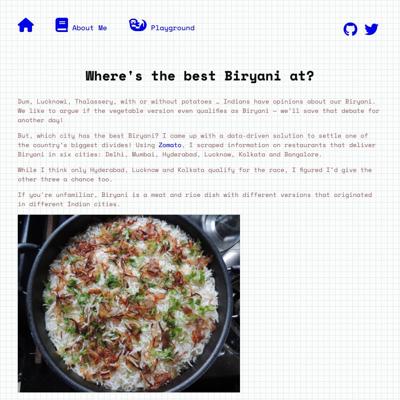 About Me
Playground
Where's the best Biryani at?
Dum, Lucknowi, Thalassery, with or without potatoes … Indians have opinions about our Biryani.
We like to argue if the vegetable version even qualifies as Biryani — we'll save that debate for
another day!
But, which city has the best Biryani? I came up with a data-driven solution to settle one of
the country's biggest divides! Using Zomato, I scraped information on restaurants that deliver
Biryani in six cities: Delhi, Mumbai, Hyderabad, Lucknow, Kolkata and Bangalore.
While I think only Hyderabad, Lucknow and Kolkata qualify for the race, I figured I'd give the
other three a chance too.
If you're unfamiliar, Biryani is a meat and rice dish with different versions that originated
in different Indian cities.